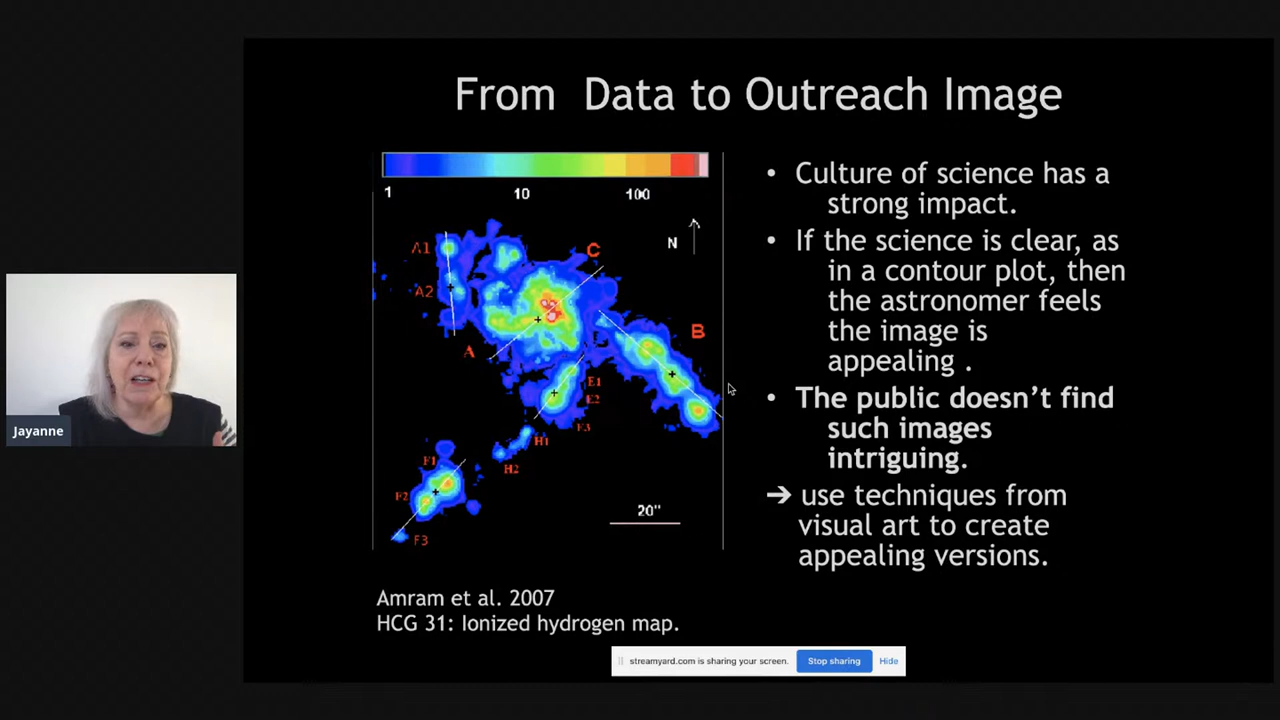 From Data to Outreach Image
1 10 100
N
A1
C
A2
B
A
E1
E2
E3
H1
F1
H2
F2
20"
F3
• Culture of science has a
strong impact.
• If the science is clear, as
in a contour plot, then
the astronomer feels
the image is
appealing .
• The public doesn't find
such images
intriguing.
➔ use techniques from
visual art to create
appealing versions.
Amram et al. 2007
HCG 31: Ionized hydrogen map.
Jayanne
streamyard.com is sharing your screen. Stop sharing Hide